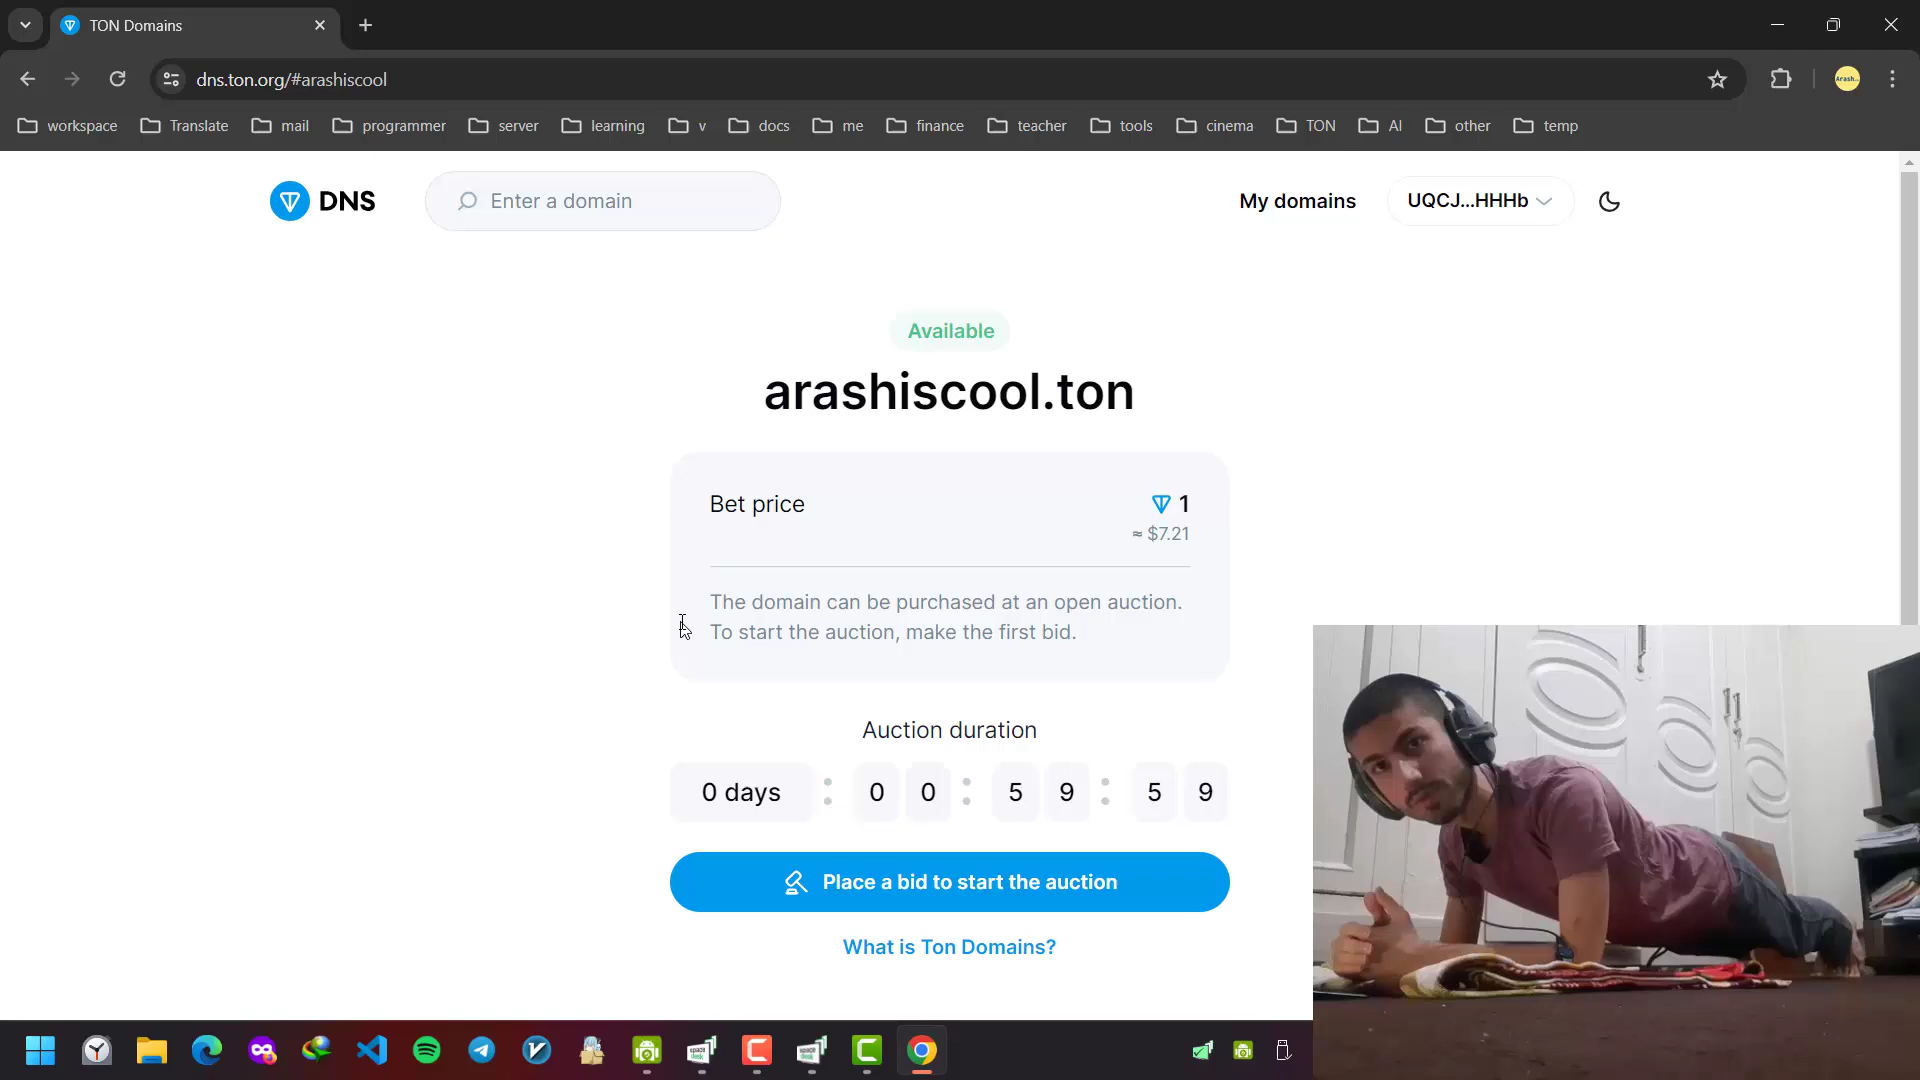 TON Domains
dns.ton.org/#arashiscool
Arash..
workspace
Translate
mail
programmer
server
learning
v
docs
me
finance
teacher
tools
cinema
TON
AI
other
temp
DNS
Enter a domain
My domains
UQCJ...HHHb
Available
arashiscool.ton
Bet price
1
≈ $7.21
The domain can be purchased at an open auction.
To start the auction, make the first bid.
Auction duration
0 days : 0 0 : 5 9 : 5 9
Place a bid to start the auction
What is Ton Domains?